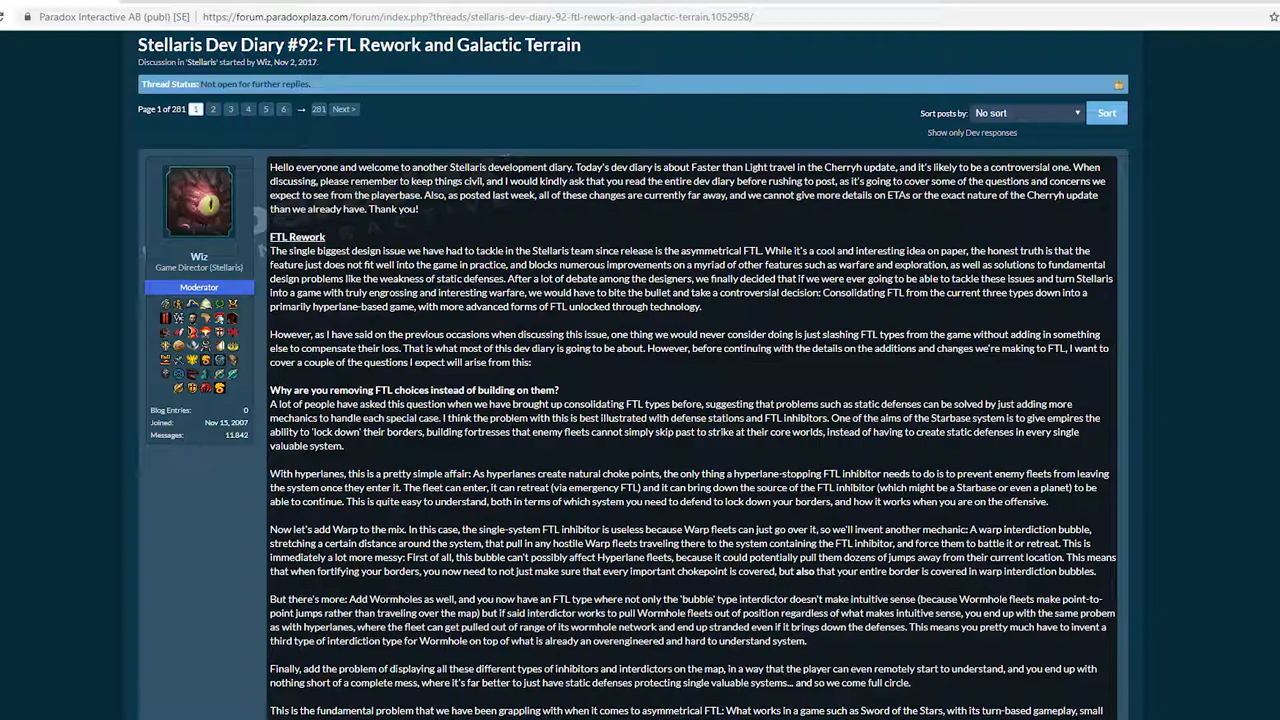 Paradox Interactive AB (publ) [SE] https://forum.paradoxplaza.com/forum/index.php?threads/stellaris-dev-diary-92-ftl-rework-and-galactic-terrain.1052958/
Stellaris Dev Diary #92: FTL Rework and Galactic Terrain
Discussion in 'Stellaris' started by Wiz, Nov 2, 2017.
Thread Status: Not open for further replies.
Page 1 of 281 1 2 3 4 5 6 → 281 Next >
Sort posts by: No sort Sort
Show only Dev responses
Wiz
Game Director (Stellaris)
Moderator
Blog Entries: 0
Joined: Nov 15, 2007
Messages: 11.842
Hello everyone and welcome to another Stellaris development diary. Today's dev diary is about Faster than Light travel in the Cherryh update, and it's likely to be a controversial one. When
discussing, please remember to keep things civil, and I would kindly ask that you read the entire dev diary before rushing to post, as it's going to cover some of the questions and concerns we
expect to see from the playerbase. Also, as posted last week, all of these changes are currently far away, and we cannot give more details on ETAs or the exact nature of the Cherryh update
than we already have. Thank you!
FTL Rework
The single biggest design issue we have had to tackle in the Stellaris team since release is the asymmetrical FTL. While it's a cool and interesting idea on paper, the honest truth is that the
feature just does not fit well into the game in practice, and blocks numerous improvements on a myriad of other features such as warfare and exploration, as well as solutions to fundamental
design problems like the weakness of static defenses. After a lot of debate among the designers, we finally decided that if we were ever going to be able to tackle these issues and turn Stellaris
into a game with truly engrossing and interesting warfare, we would have to bite the bullet and take a controversial decision: Consolidating FTL from the current three types down into a
primarily hyperlane-based game, with more advanced forms of FTL unlocked through technology.
However, as I have said on the previous occasions when discussing this issue, one thing we would never consider doing is just slashing FTL types from the game without adding in something
else to compensate their loss. That is what most of this dev diary is going to be about. However, before continuing with the details on the additions and changes we're making to FTL, I want to
cover a couple of the questions I expect will arise from this:
Why are you removing FTL choices instead of building on them?
A lot of people have asked this question when we have brought up consolidating FTL types before, suggesting that problems such as static defenses can be solved by just adding more
mechanics to handle each special case. I think the problem with this is best illustrated with defense stations and FTL inhibitors. One of the aims of the Starbase system is to give empires the
ability to 'lock down' their borders, building fortresses that enemy fleets cannot simply skip past to strike at their core worlds, instead of having to create static defenses in every single
valuable system.
With hyperlanes, this is a pretty simple affair: As hyperlanes create natural choke points, the only thing a hyperlane-stopping FTL inhibitor needs to do is to prevent enemy fleets from leaving
the system once they enter it. The fleet can enter, it can retreat (via emergency FTL) and it can bring down the source of the FTL inhibitor (which might be a Starbase or even a planet) to be
able to continue. This is quite easy to understand, both in terms of which system you need to defend to lock down your borders, and how it works when you are on the offensive.
Now let's add Warp to the mix. In this case, the single-system FTL inhibitor is useless because Warp fleets can just go over it, so we'll invent another mechanic: A warp interdiction bubble,
stretching a certain distance around the system, that pull in any hostile Warp fleets traveling there to the system containing the FTL inhibitor, and force them to battle it or retreat. This is
immediately a lot more messy: First of all, this bubble can't possibly affect Hyperlane fleets, because it could potentially pull them dozens of jumps away from their current location. This means
that when fortifying your borders, you now need to not just make sure that every important chokepoint is covered, but also that your entire border is covered in warp interdiction bubbles.
But there's more: Add Wormholes as well, and you now have an FTL type where not only the 'bubble' type interdictor doesn't make intuitive sense (because Wormhole fleets make point-to-
point jumps rather than traveling over the map) but if said interdictor works to pull Wormhole fleets out of position regardless of what makes intuitive sense, you end up with the same probem
as with hyperlanes, where the fleet can get pulled out of range of its wormhole network and end up stranded even if it brings down the defenses. This means you pretty much have to invent a
third type of interdiction type for Wormhole on top of what is already an overengineered and hard to understand system.
Finally, add the problem of displaying all these different types of inhibitors and interdictors on the map, in a way that the player can even remotely start to understand, and you end up with
nothing short of a complete mess, where it's far better to just have static defenses protecting single valuable systems... and so we come full circle.
This is the fundamental problem that we have been grappling with when it comes to asymmetrical FTL: What works in a game such as Sword of the Stars, with its turn-based gameplay, small